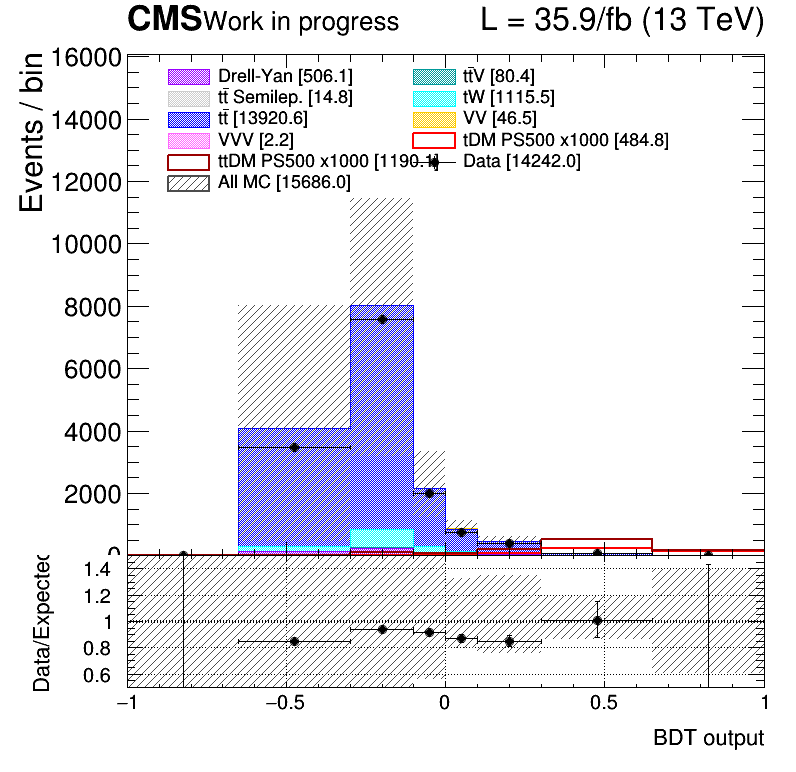 CMS Work in progress L = 35.9/fb (13 TeV)
Events / bin
16000
14000
12000
10000
8000
6000
4000
2000
0
Drell-Yan [506.1] tt̄V [80.4]
tt̄ Semilep. [14.8] tW [1115.5]
tt̄ [13920.6] VV [46.5]
VVV [2.2] tDM PS500 x1000 [484.8]
ttDM PS500 x1000 [1190.1] Data [14242.0]
All MC [15686.0]
Data/Expected
1.4
1.2
1
0.8
0.6
−1 −0.5 0 0.5 1
BDT output